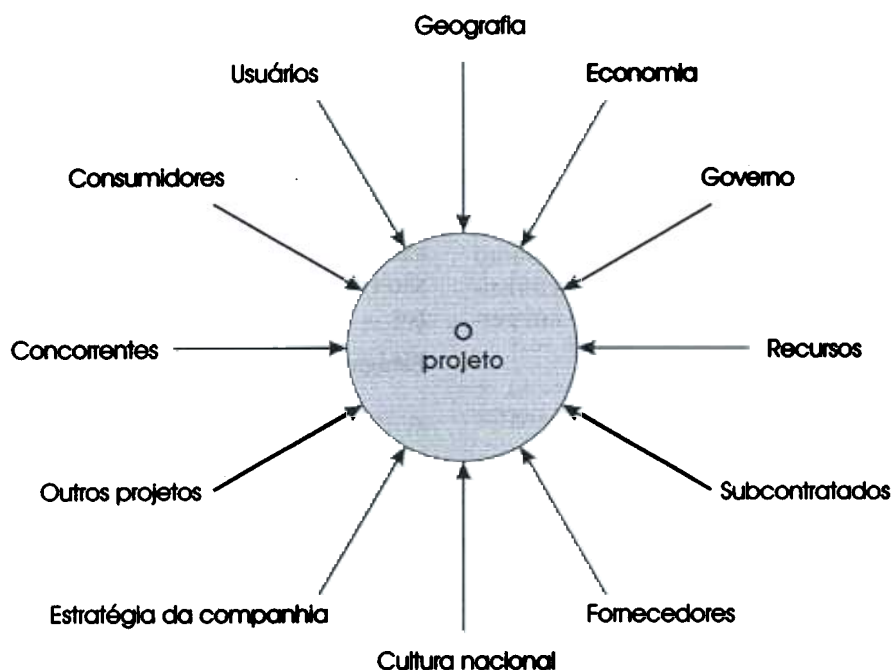 Geografia
Usuários
Economia
Consumidores
Governo
Concorrentes
O
projeto
Recursos
Outros projetos
Subcontratados
Estratégia da companhia
Fornecedores
Cultura nacional